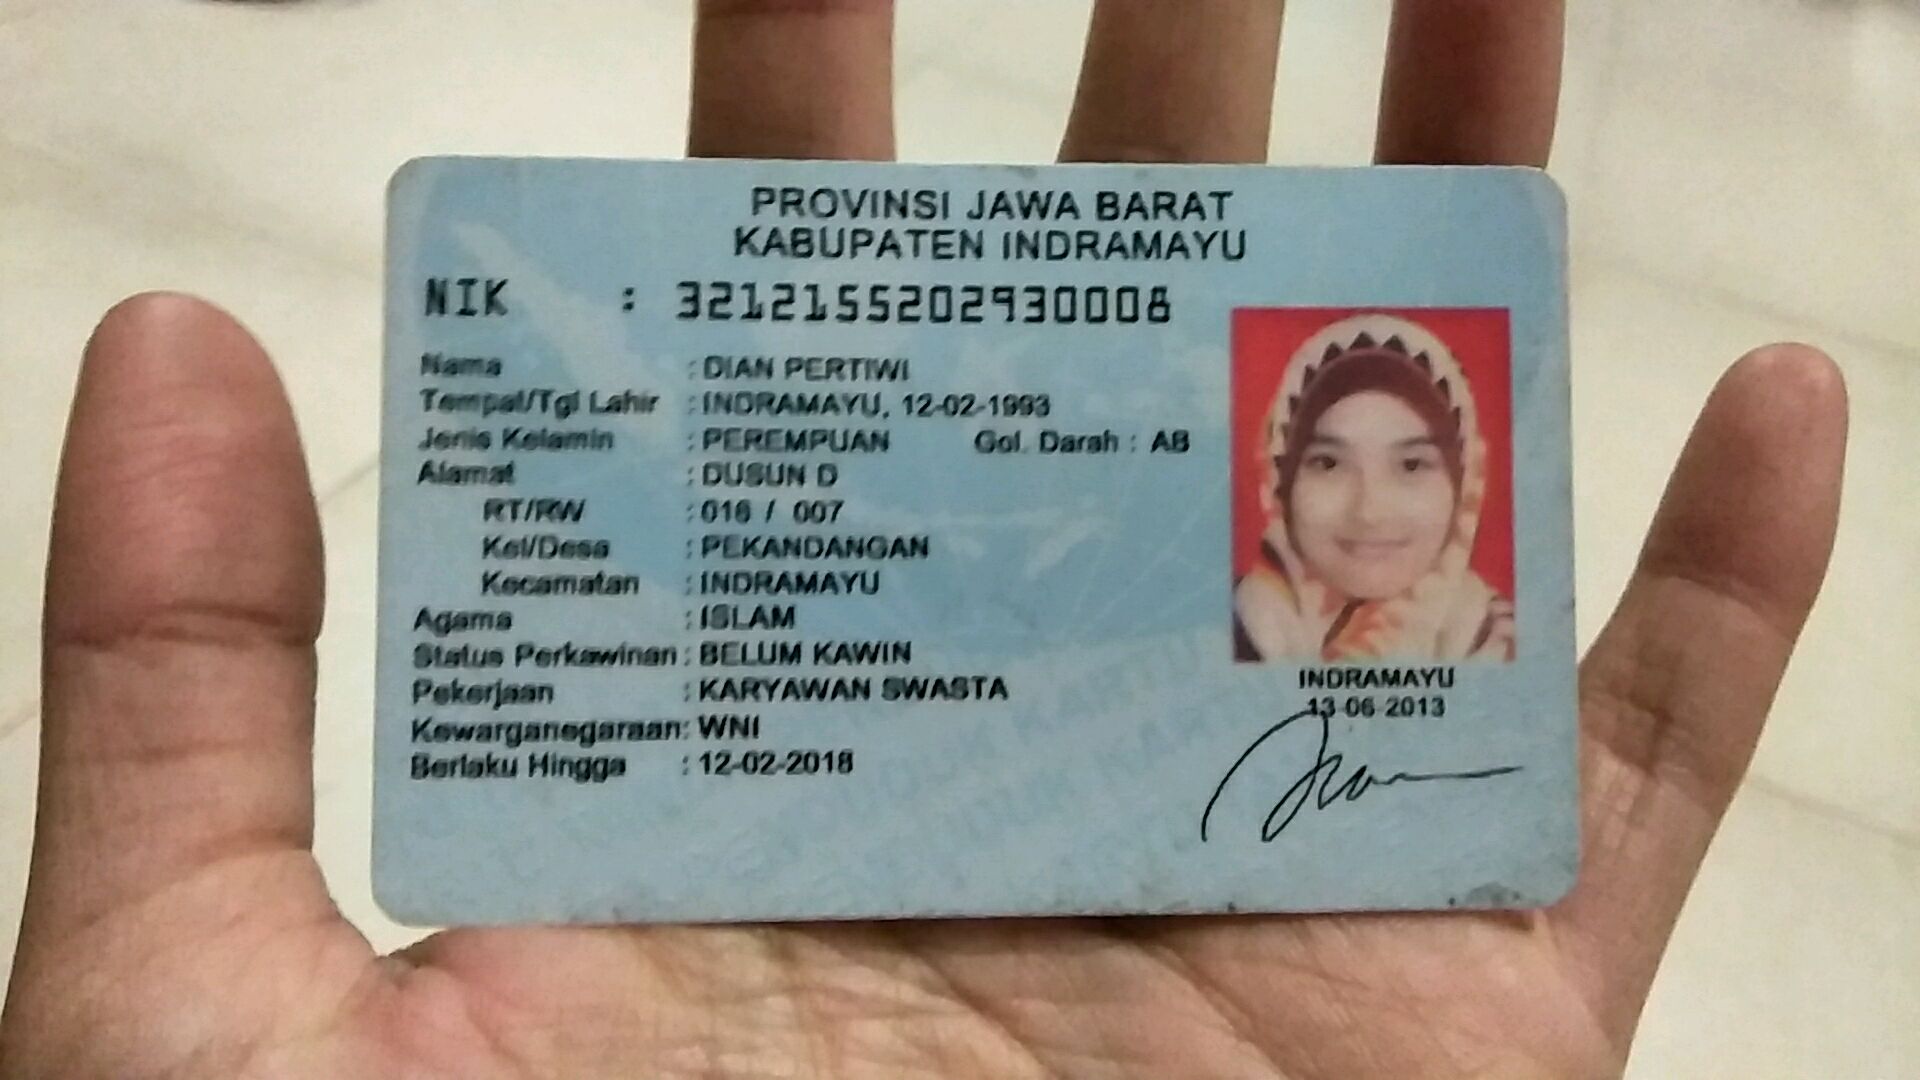 PROVINSI JAWA BARAT
KABUPATEN INDRAMAYU
NIK : 3212155202930008
Nama : DIAN PERTIWI
Tempat/Tgl Lahir : INDRAMAYU, 12-02-1993
Jenis Kelamin : PEREMPUAN Gol. Darah : AB
Alamat : DUSUN D
RT/RW : 016 / 007
Kel/Desa : PEKANDANGAN
Kecamatan : INDRAMAYU
Agama : ISLAM
Status Perkawinan : BELUM KAWIN
Pekerjaan : KARYAWAN SWASTA
Kewarganegaraan : WNI
Berlaku Hingga : 12-02-2018
INDRAMAYU
13-06-2013